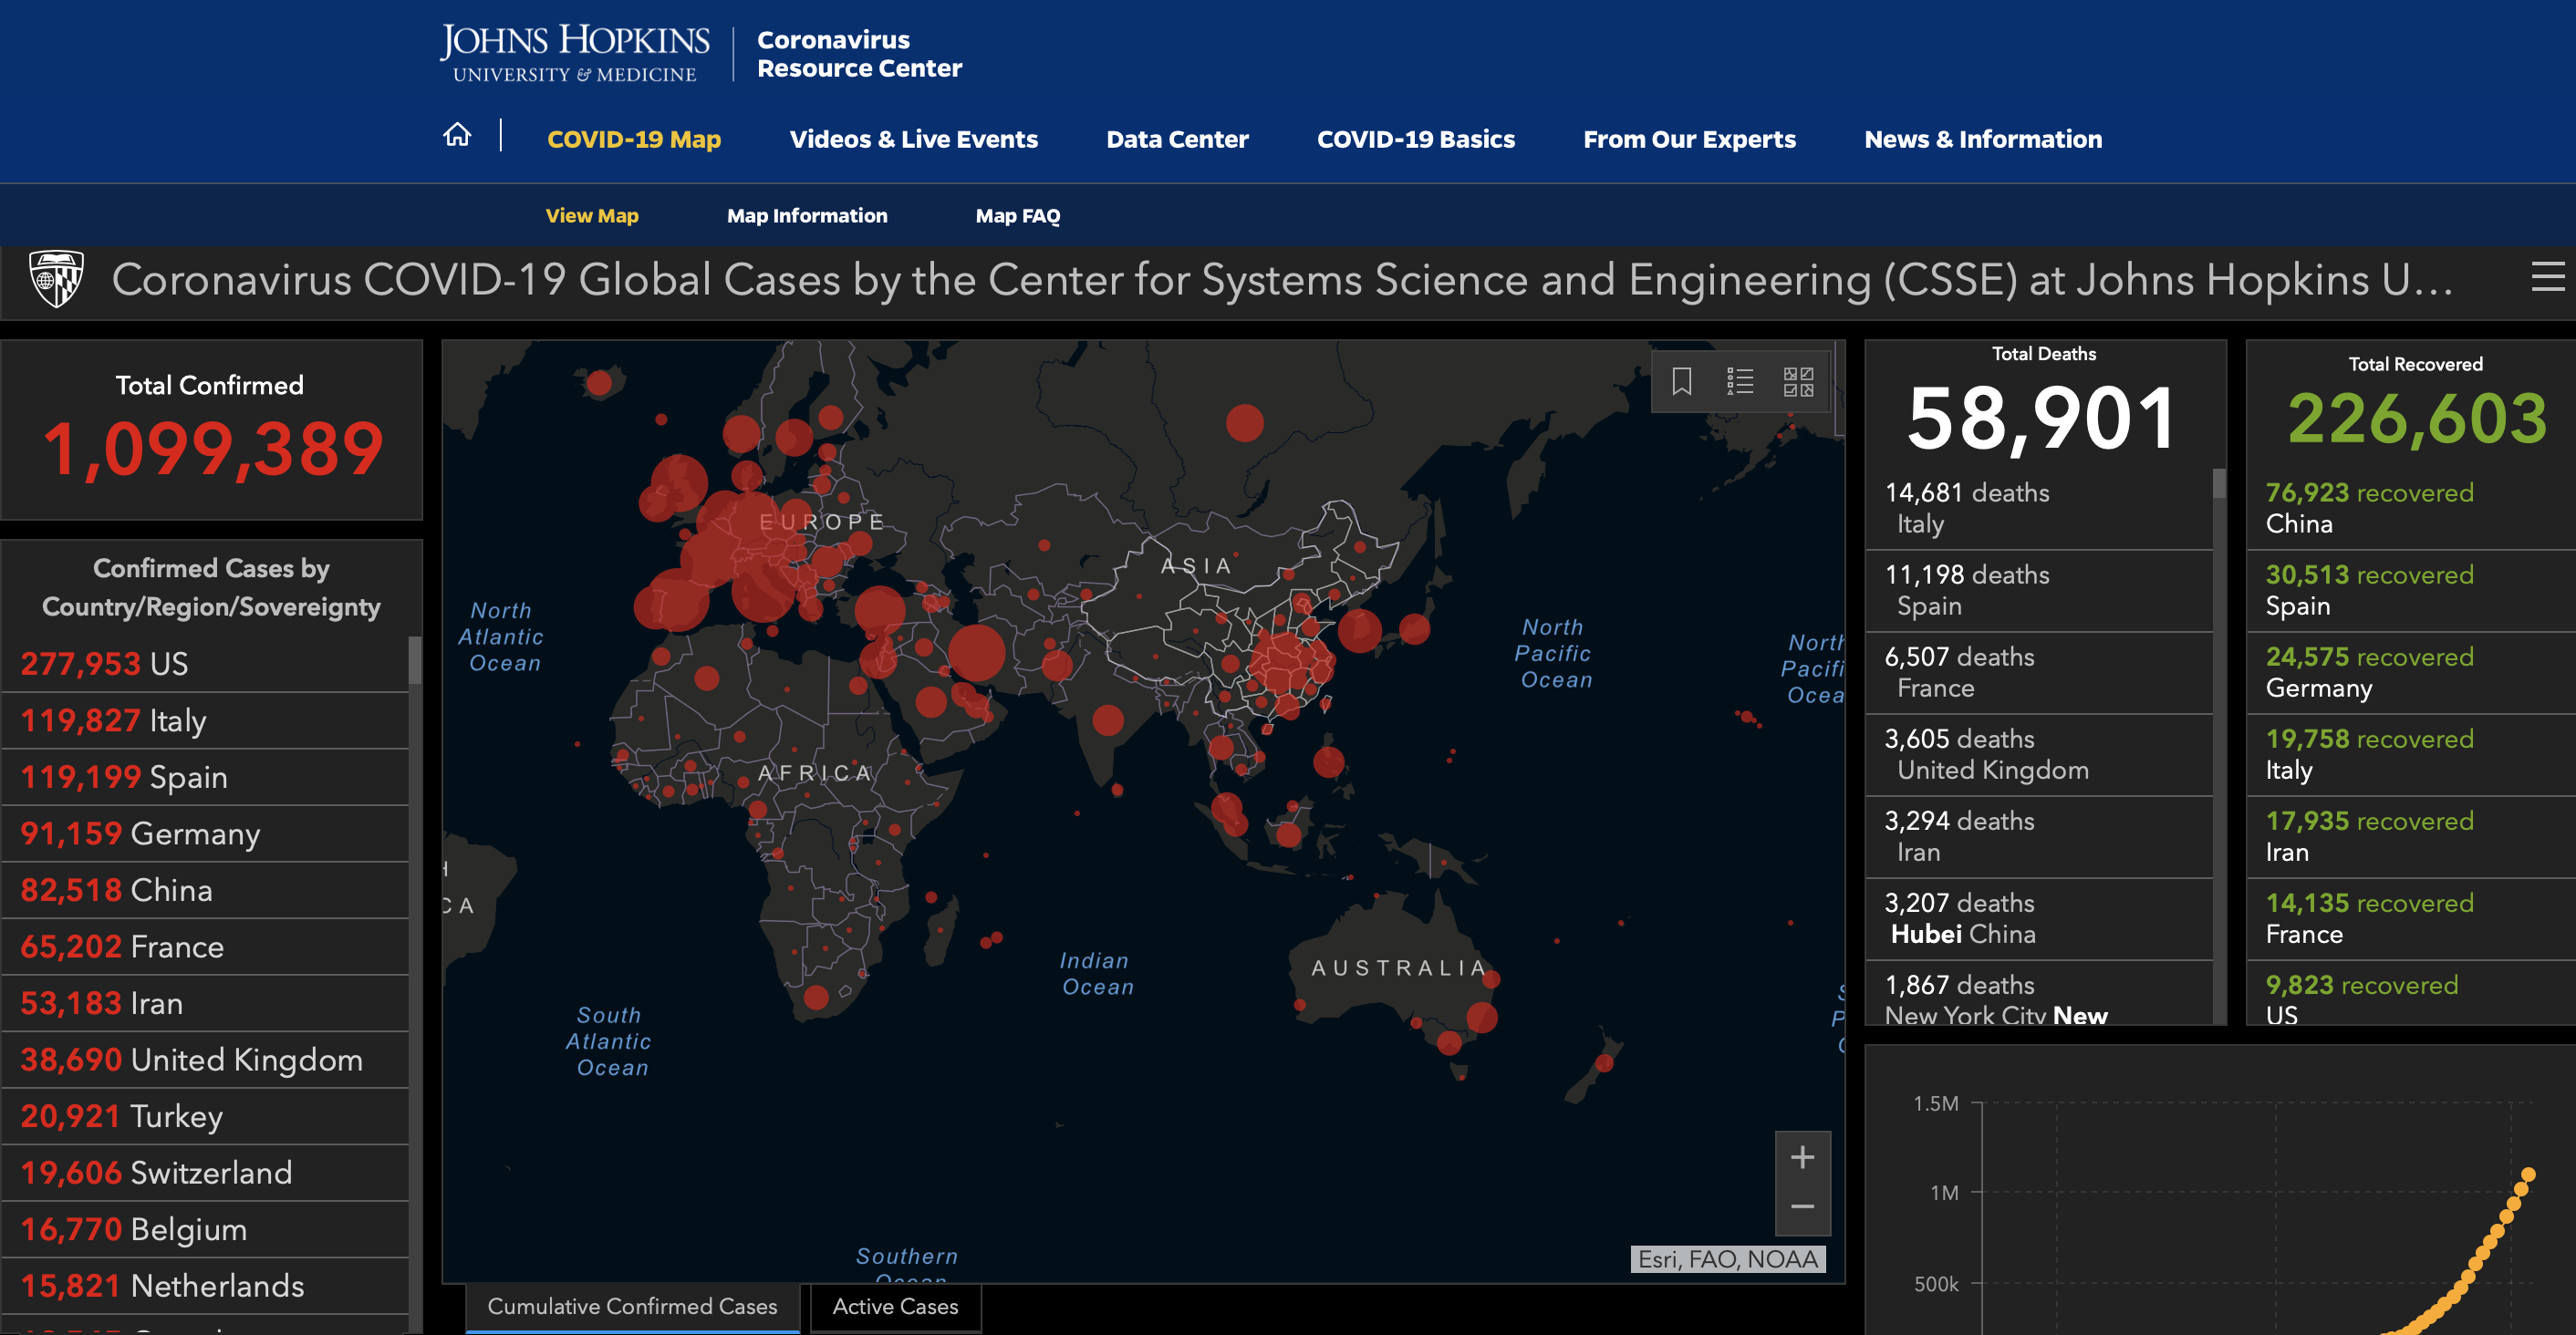 JOHNS HOPKINS
UNIVERSITY & MEDICINE
Coronavirus
Resource Center
COVID-19 Map
Videos & Live Events
Data Center
COVID-19 Basics
From Our Experts
News & Information
View Map
Map Information
Map FAQ
Coronavirus COVID-19 Global Cases by the Center for Systems Science and Engineering (CSSE) at Johns Hopkins U...
Total Confirmed
1,099,389
Confirmed Cases by
Country/Region/Sovereignty
277,953 US
119,827 Italy
119,199 Spain
91,159 Germany
82,518 China
65,202 France
53,183 Iran
38,690 United Kingdom
20,921 Turkey
19,606 Switzerland
16,770 Belgium
15,821 Netherlands
EUROPE
ASIA
North
Atlantic
Ocean
North
Pacific
Ocean
North
Pacifi
Ocea
AFRICA
CA
Indian
Ocean
AUSTRALIA
South
Atlantic
Ocean
Southern
Ocean
+
−
Esri, FAO, NOAA
Cumulative Confirmed Cases
Active Cases
Total Deaths
58,901
14,681 deaths
Italy
11,198 deaths
Spain
6,507 deaths
France
3,605 deaths
United Kingdom
3,294 deaths
Iran
3,207 deaths
Hubei China
1,867 deaths
New York City New
Total Recovered
226,603
76,923 recovered
China
30,513 recovered
Spain
24,575 recovered
Germany
19,758 recovered
Italy
17,935 recovered
Iran
14,135 recovered
France
9,823 recovered
US
1.5M
1M
500k